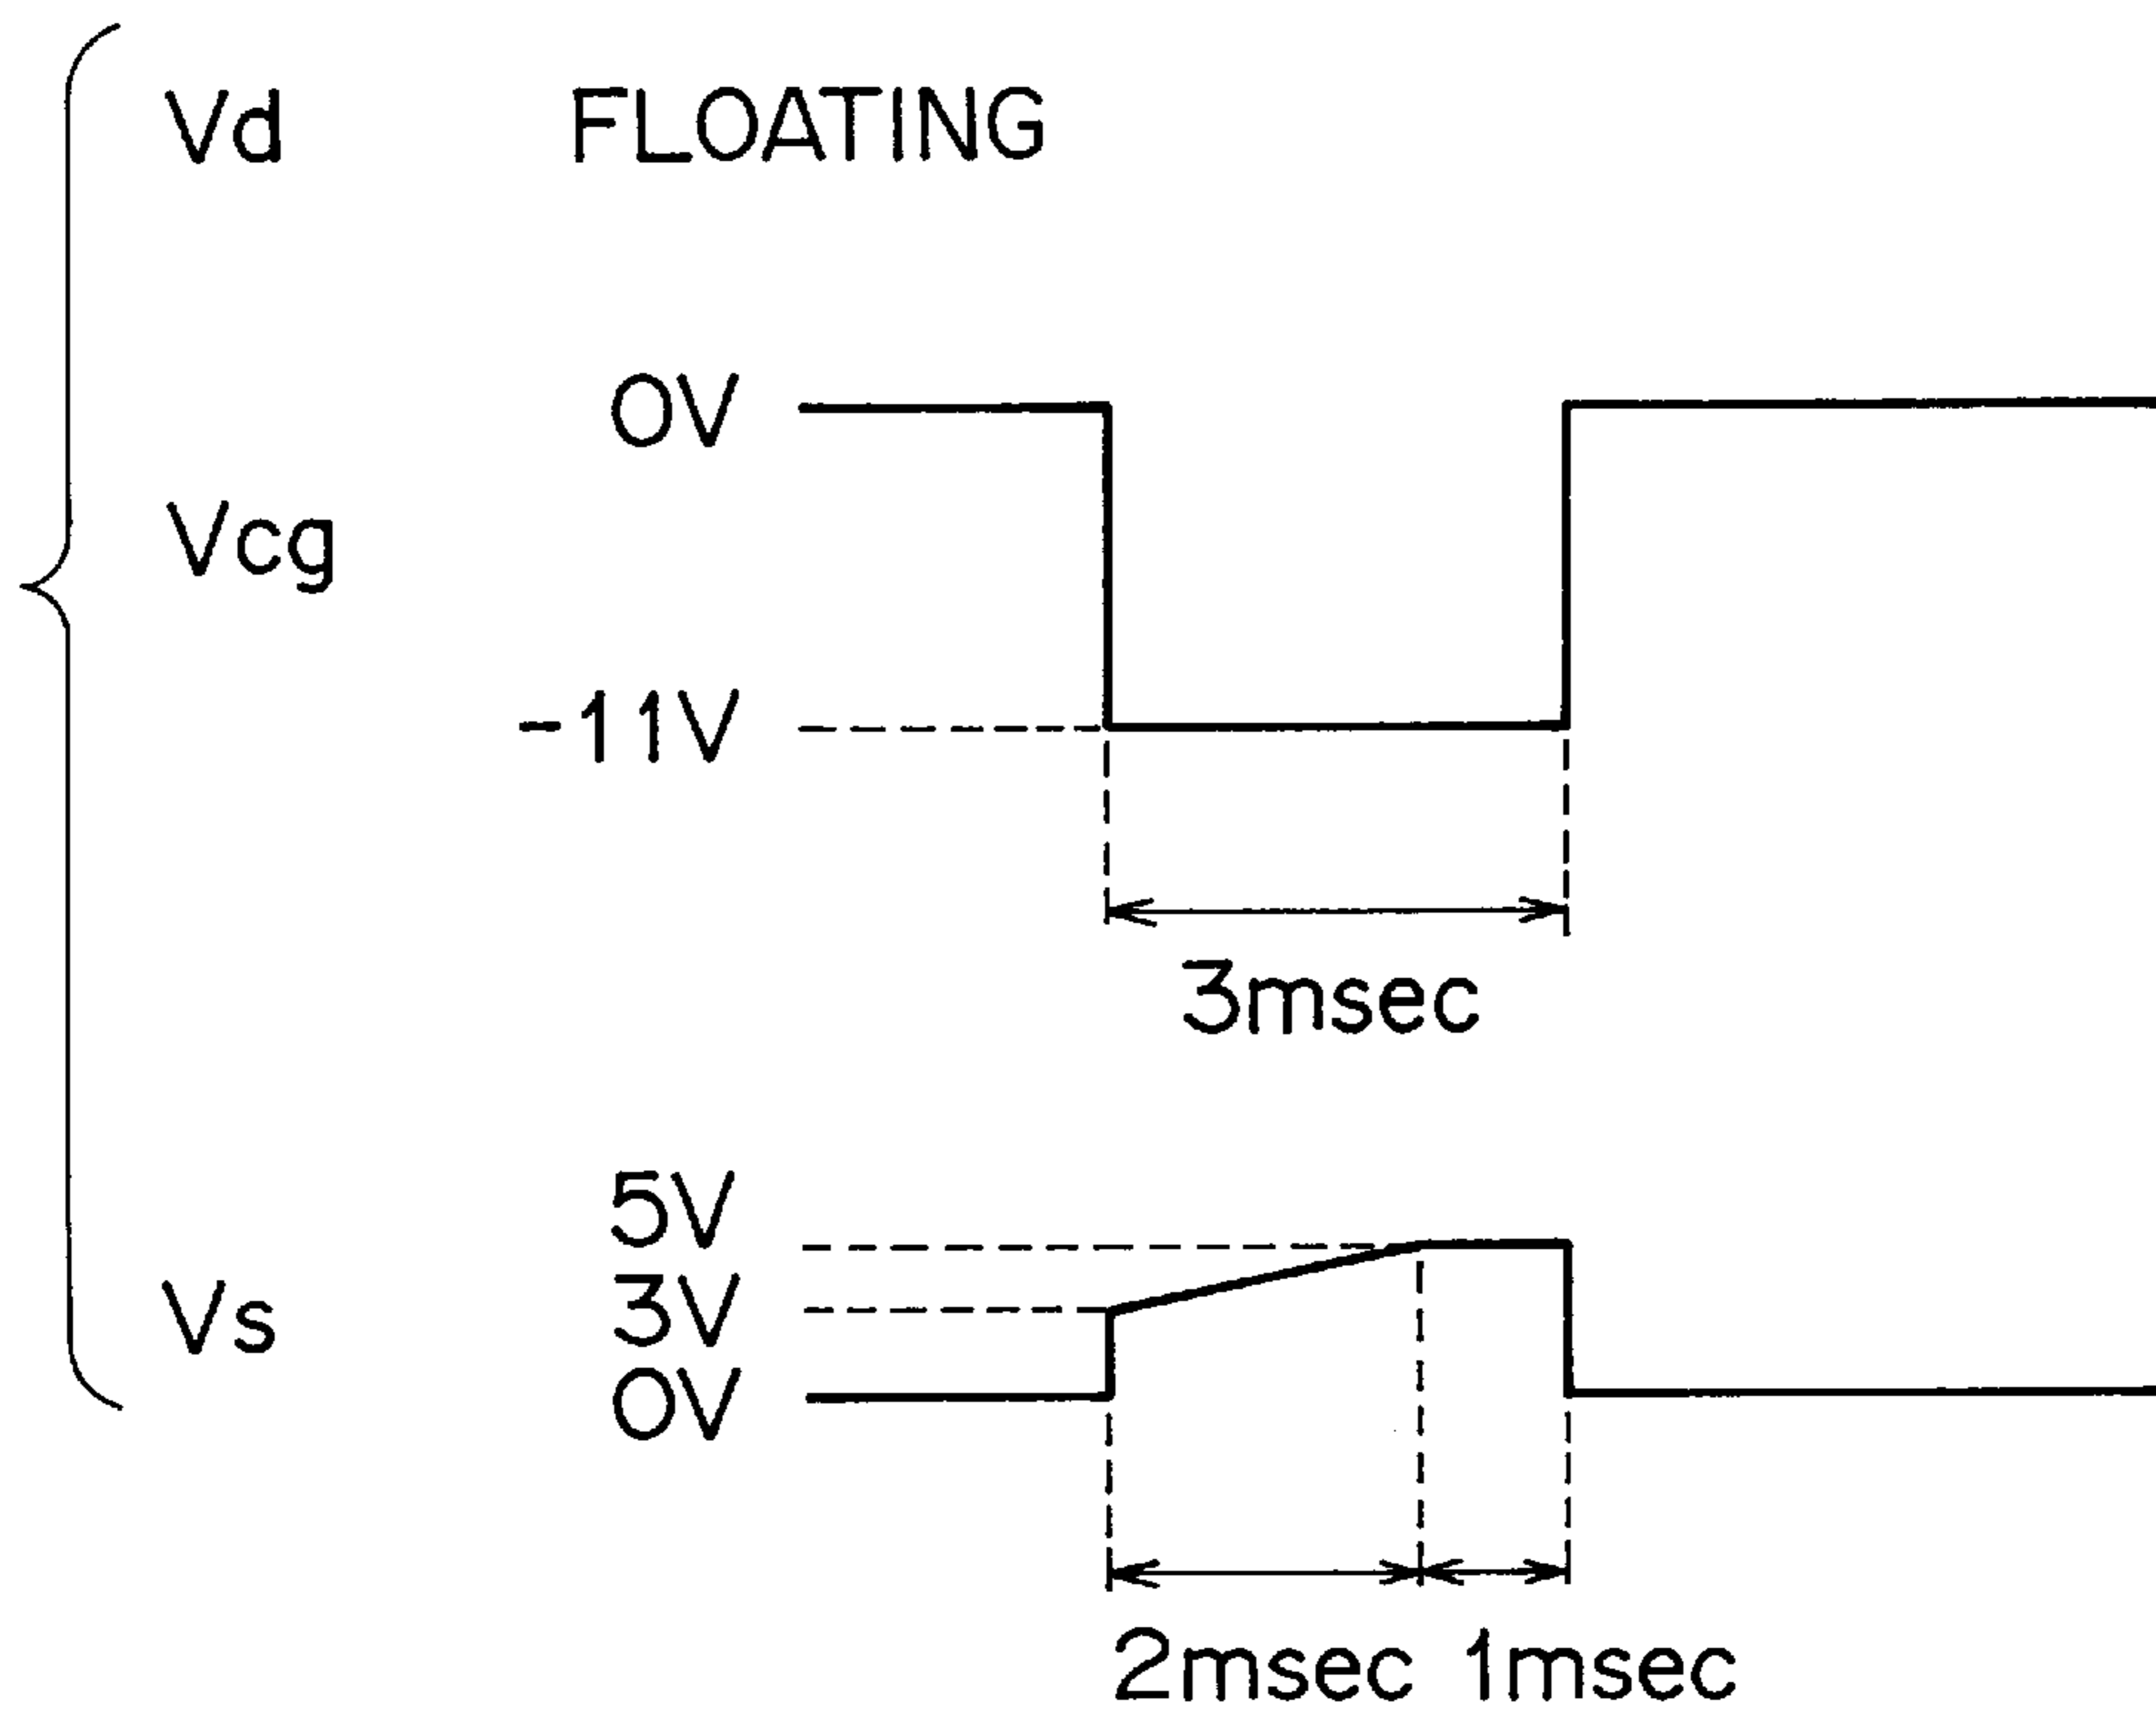 Vd FLOATING
0V
Vcg
-11V
3msec
5V
3V
Vs
0V
2msec 1msec